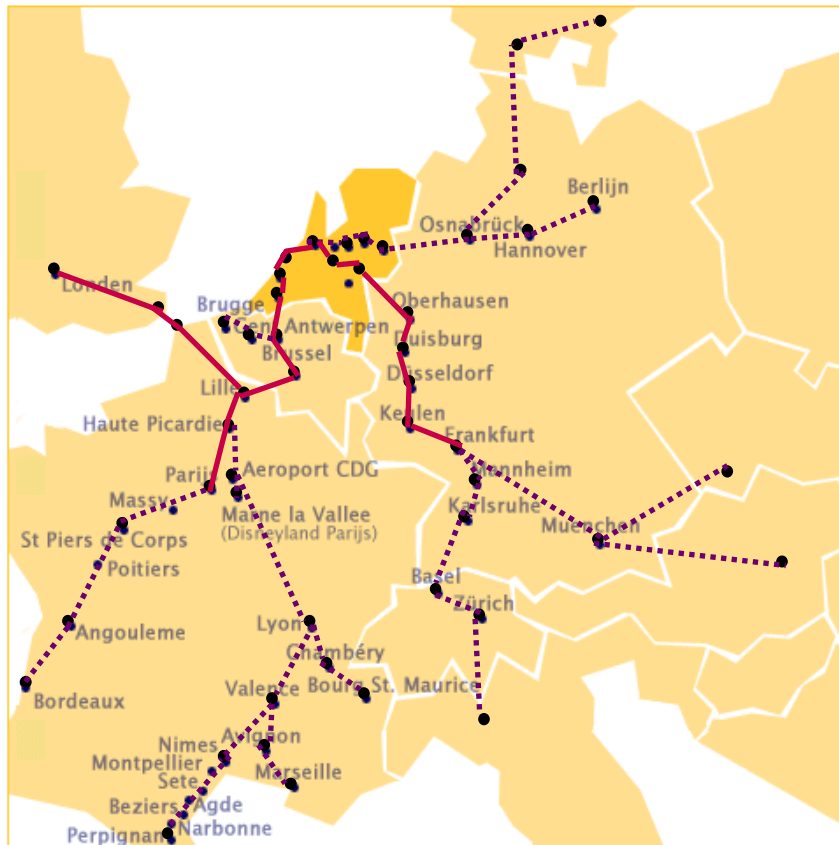 Berlijn
Osnabrück
Hannover
Londen
Oberhausen
Brugge
Gent Antwerpen
Duisburg
Brussel
Düsseldorf
Lille
Keulen
Haute Picardie
Frankfurt
Parijs
Aeroport CDG
Mannheim
Massy
Marne la Vallee
(Disneyland Parijs)
Karlsruhe
Muenchen
St Piers de Corps
Poitiers
Basel
Zürich
Angouleme
Lyon
Chambéry
Bordeaux
Valence
Bourg St. Maurice
Avignon
Nimes
Montpellier
Marseille
Sete
Beziers
Agde
Narbonne
Perpignan